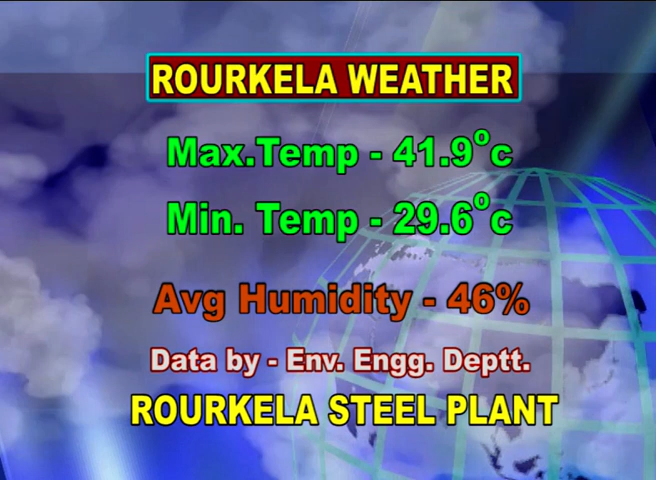 ROURKELA WEATHER
Max.Temp - 41.9°c
Min. Temp - 29.6°c
Avg Humidity - 46%
Data by - Env. Engg. Deptt.
ROURKELA STEEL PLANT